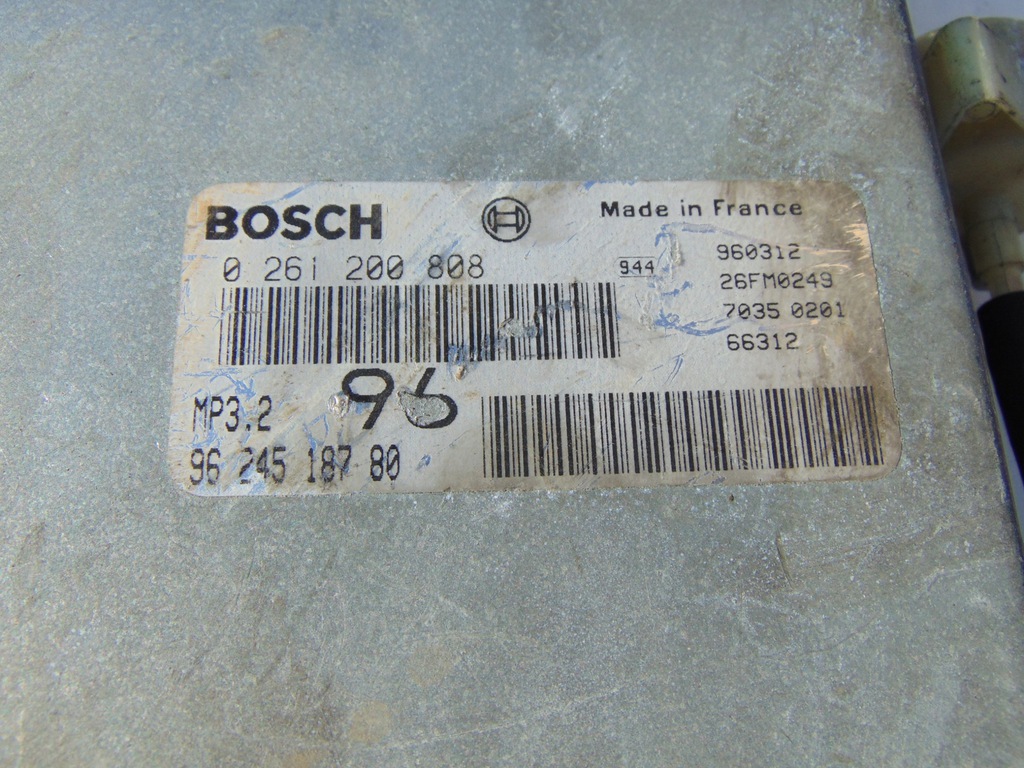 BOSCH
Made in France
0 261 200 808
944
960312
26FM0249
7035 0201
66312
MP3.2
96
96 245 187 80